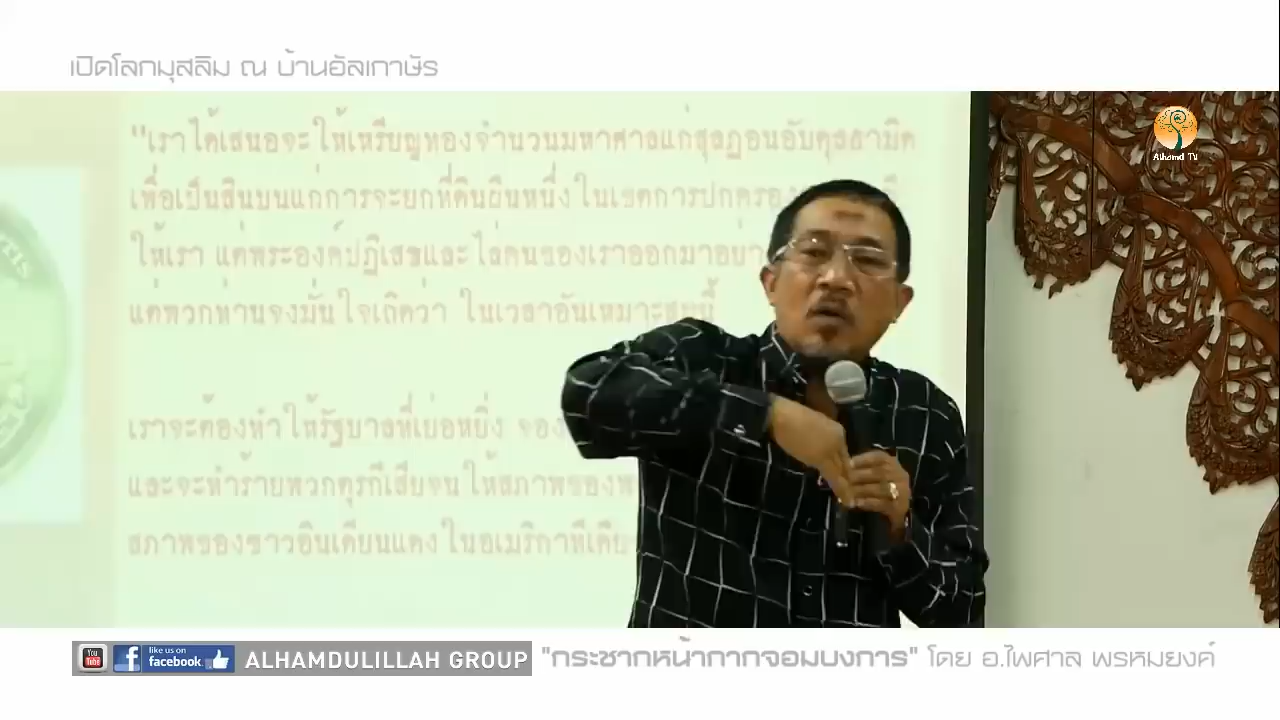 เปิดโลกมุสลิม ณ บ้านอัลเกาษัร
Alhamd TV
"เราได้เสนอจะให้เหรียญทองจำนวนมหาศาลแก่สุลฏอนอับดุลฮามิด
เพื่อเป็นสินบนแก่การจะยกที่ดินผืนหนึ่งในเขตการปกครอง
ให้เรา แต่พระองค์ปฏิเสขและไล่คนของเราออกมาอย่า
แต่พวกท่านจงมั่นใจเถิดว่า ในเวลาอันเหมาะสมนี้
เราจะต้องทำให้รัฐบาลที่เย่อหยิ่ง จอง
และจะทำร้ายพวกตุรกีเสียจนให้สภาพของพ
สภาพของชาวอินเดียนแดงในอเมริกาทีเดีย
You Tube
like us on
facebook
ALHAMDULILLAH GROUP
"กระชากหน้ากากจอมบงการ" โดย อ.ไพศาล พรหมยงค์